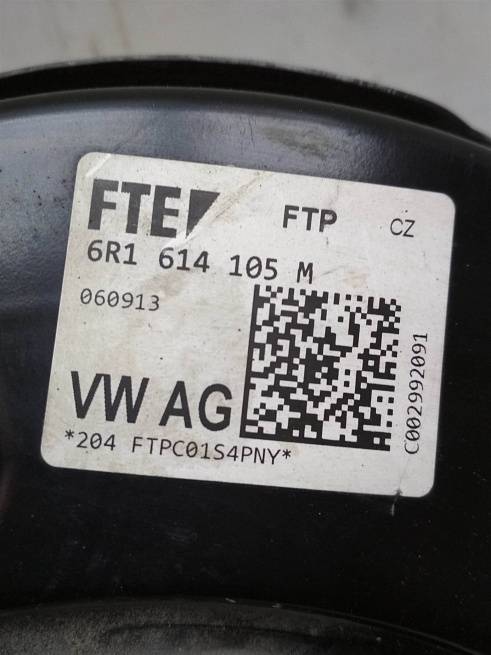 FTE FTP CZ
6R1 614 105 M
060913
VW AG
*204 FTPC01S4PNY*
C002992091